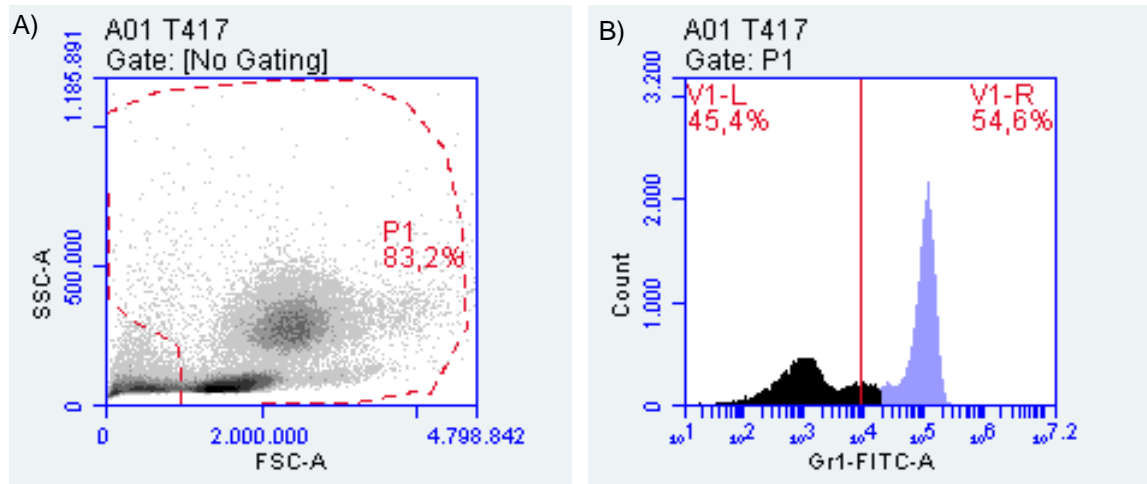 A)
A01 T417
Gate: [No Gating]
1.185.891
500.000
0
SSC-A
P1
83,2%
0
2.000.000
4.798.842
FSC-A
B)
A01 T417
Gate: P1
3.200
2.000
1.000
0
Count
V1-L
45,4%
V1-R
54,6%
10^1
10^2
10^3
10^4
10^5
10^6
10^7.2
Gr1-FITC-A